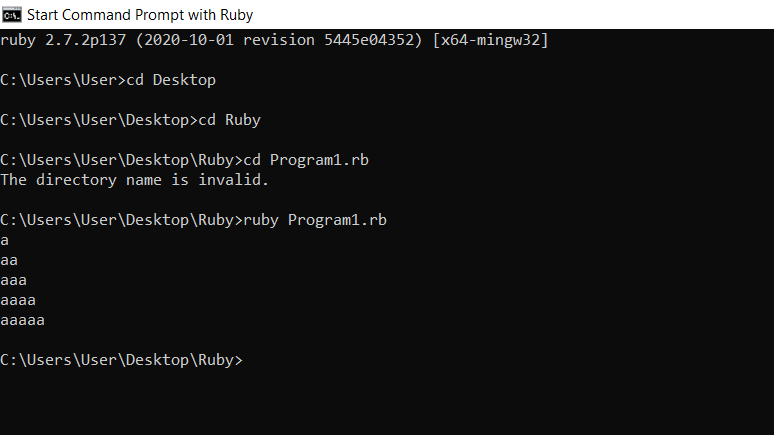 Start Command Prompt with Ruby
ruby 2.7.2p137 (2020-10-01 revision 5445e04352) [x64-mingw32]
C:\Users\User>cd Desktop
C:\Users\User\Desktop>cd Ruby
C:\Users\User\Desktop\Ruby>cd Program1.rb
The directory name is invalid.
C:\Users\User\Desktop\Ruby>ruby Program1.rb
a
aa
aaa
aaaa
aaaaa
C:\Users\User\Desktop\Ruby>